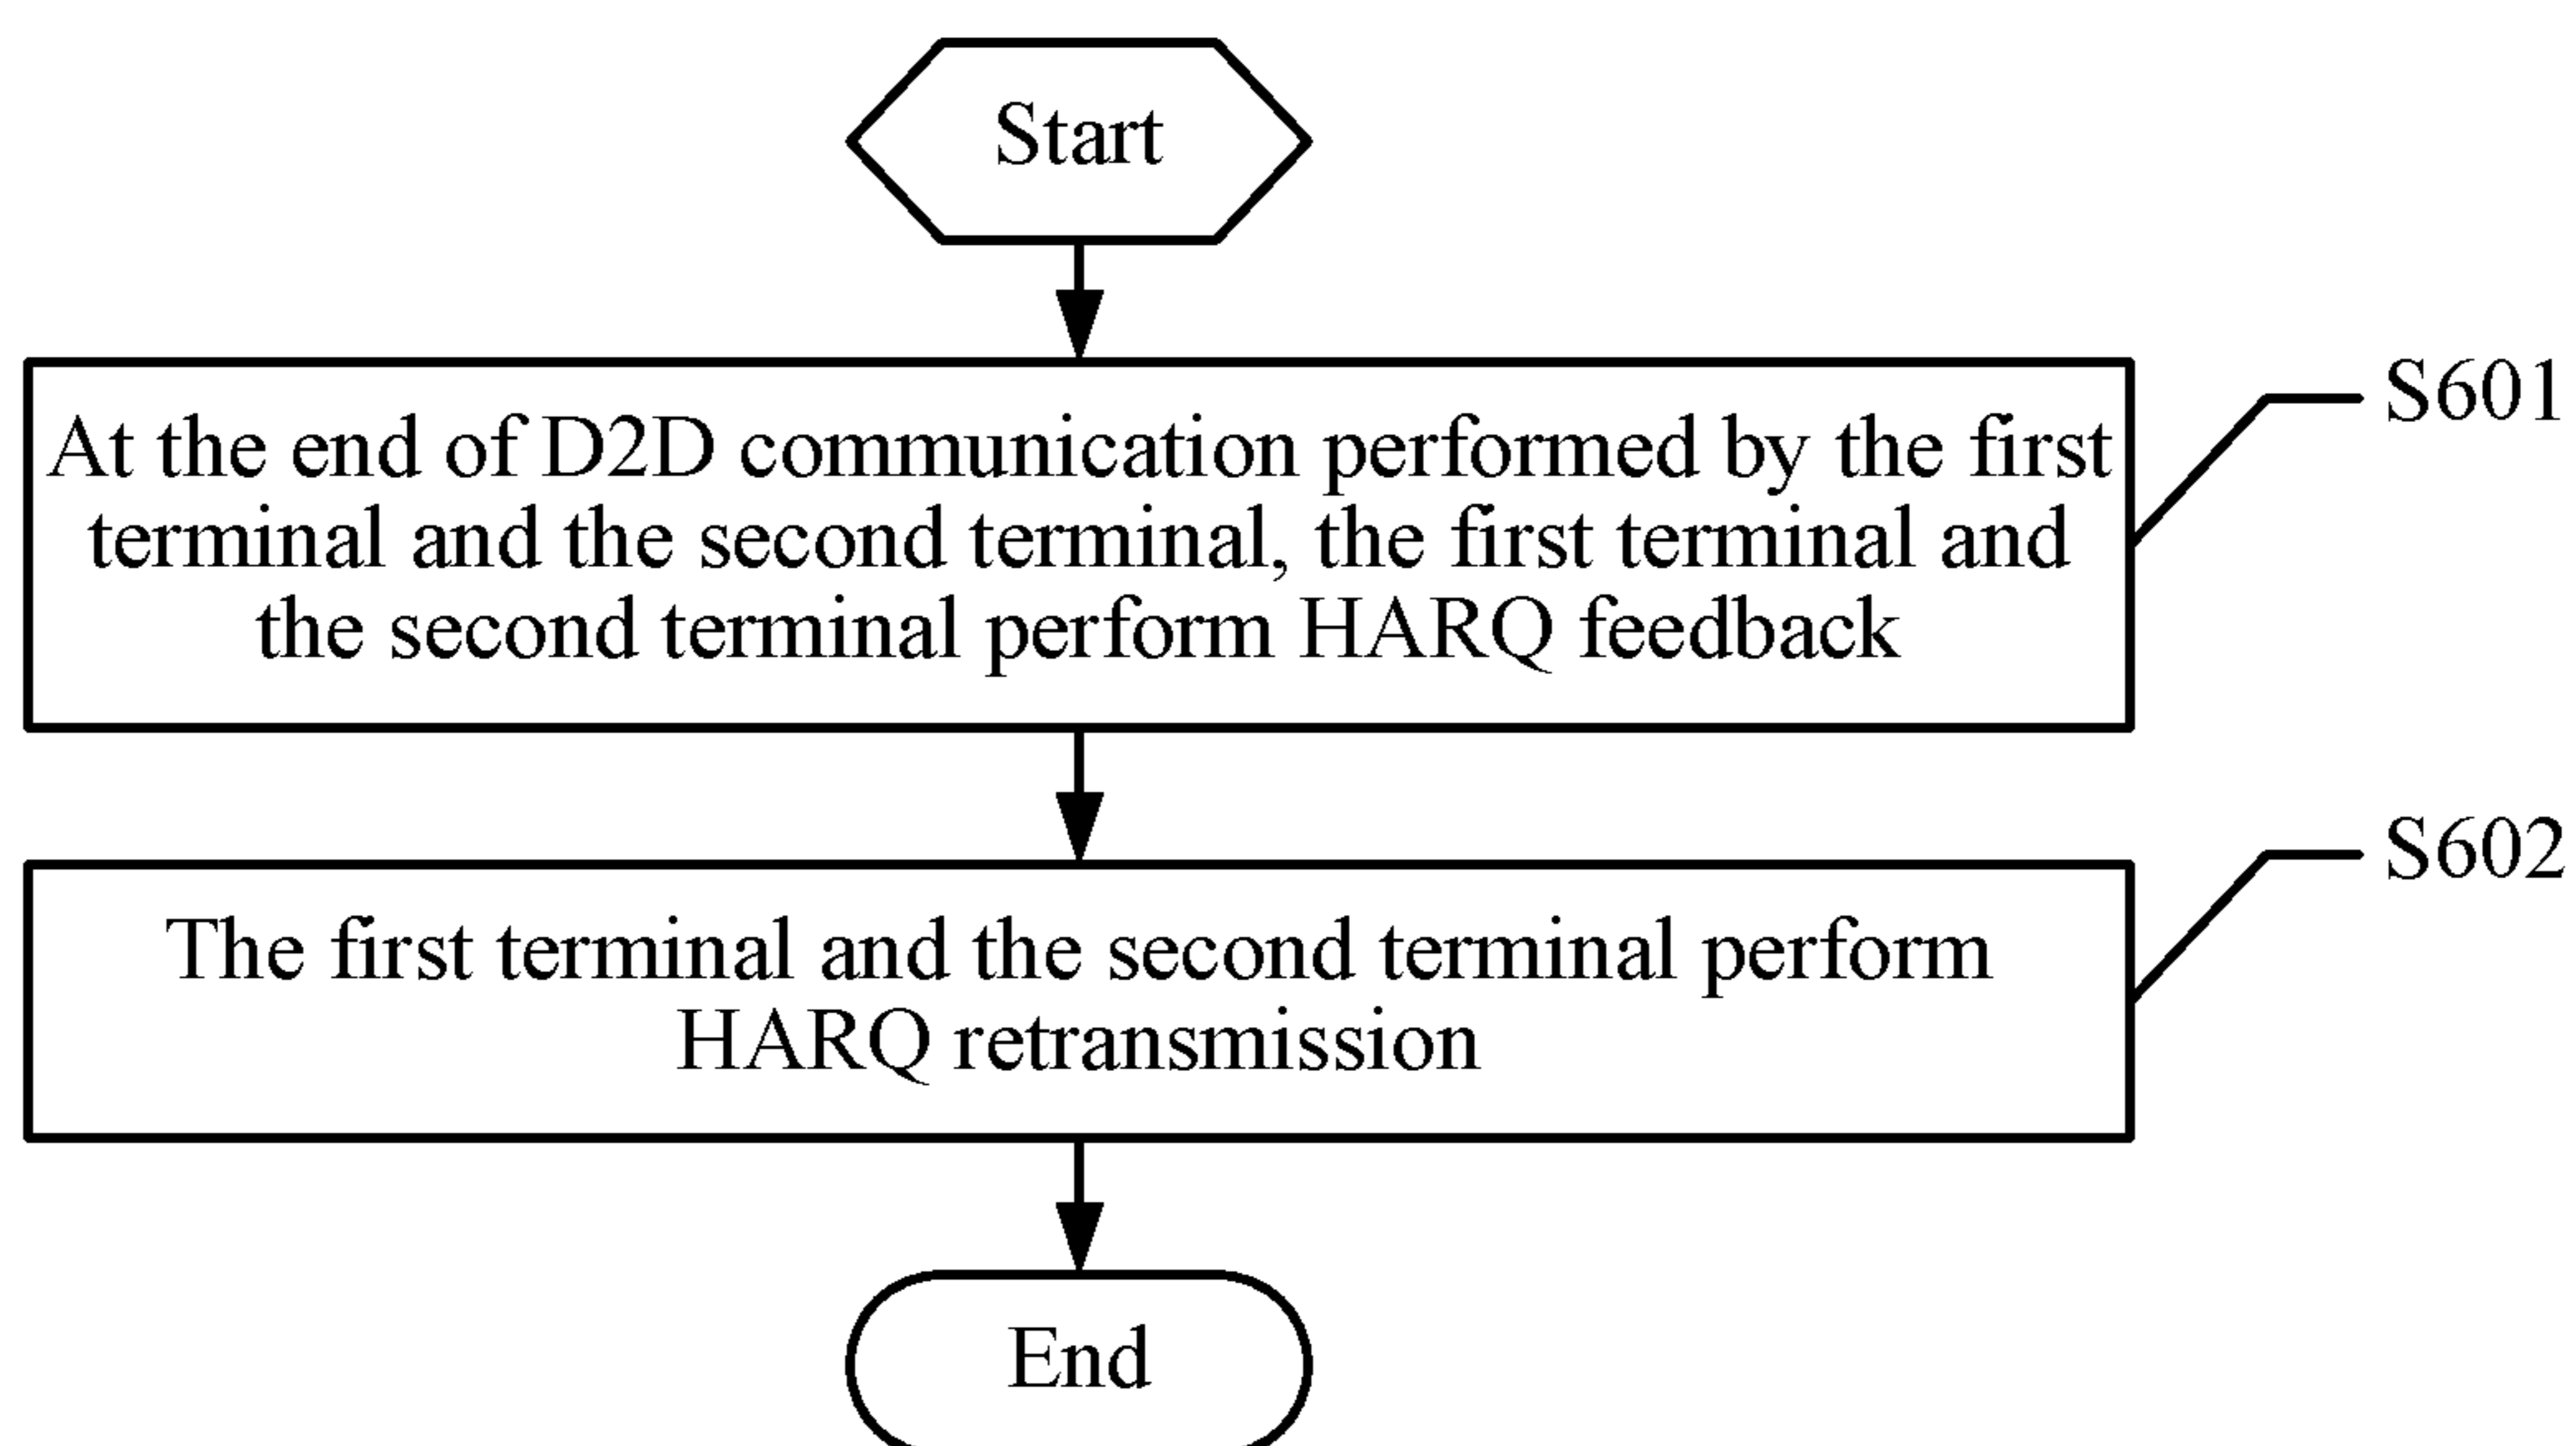 Start
At the end of D2D communication performed by the first
terminal and the second terminal, the first terminal and
the second terminal perform HARQ feedback
S601
The first terminal and the second terminal perform
HARQ retransmission
S602
End